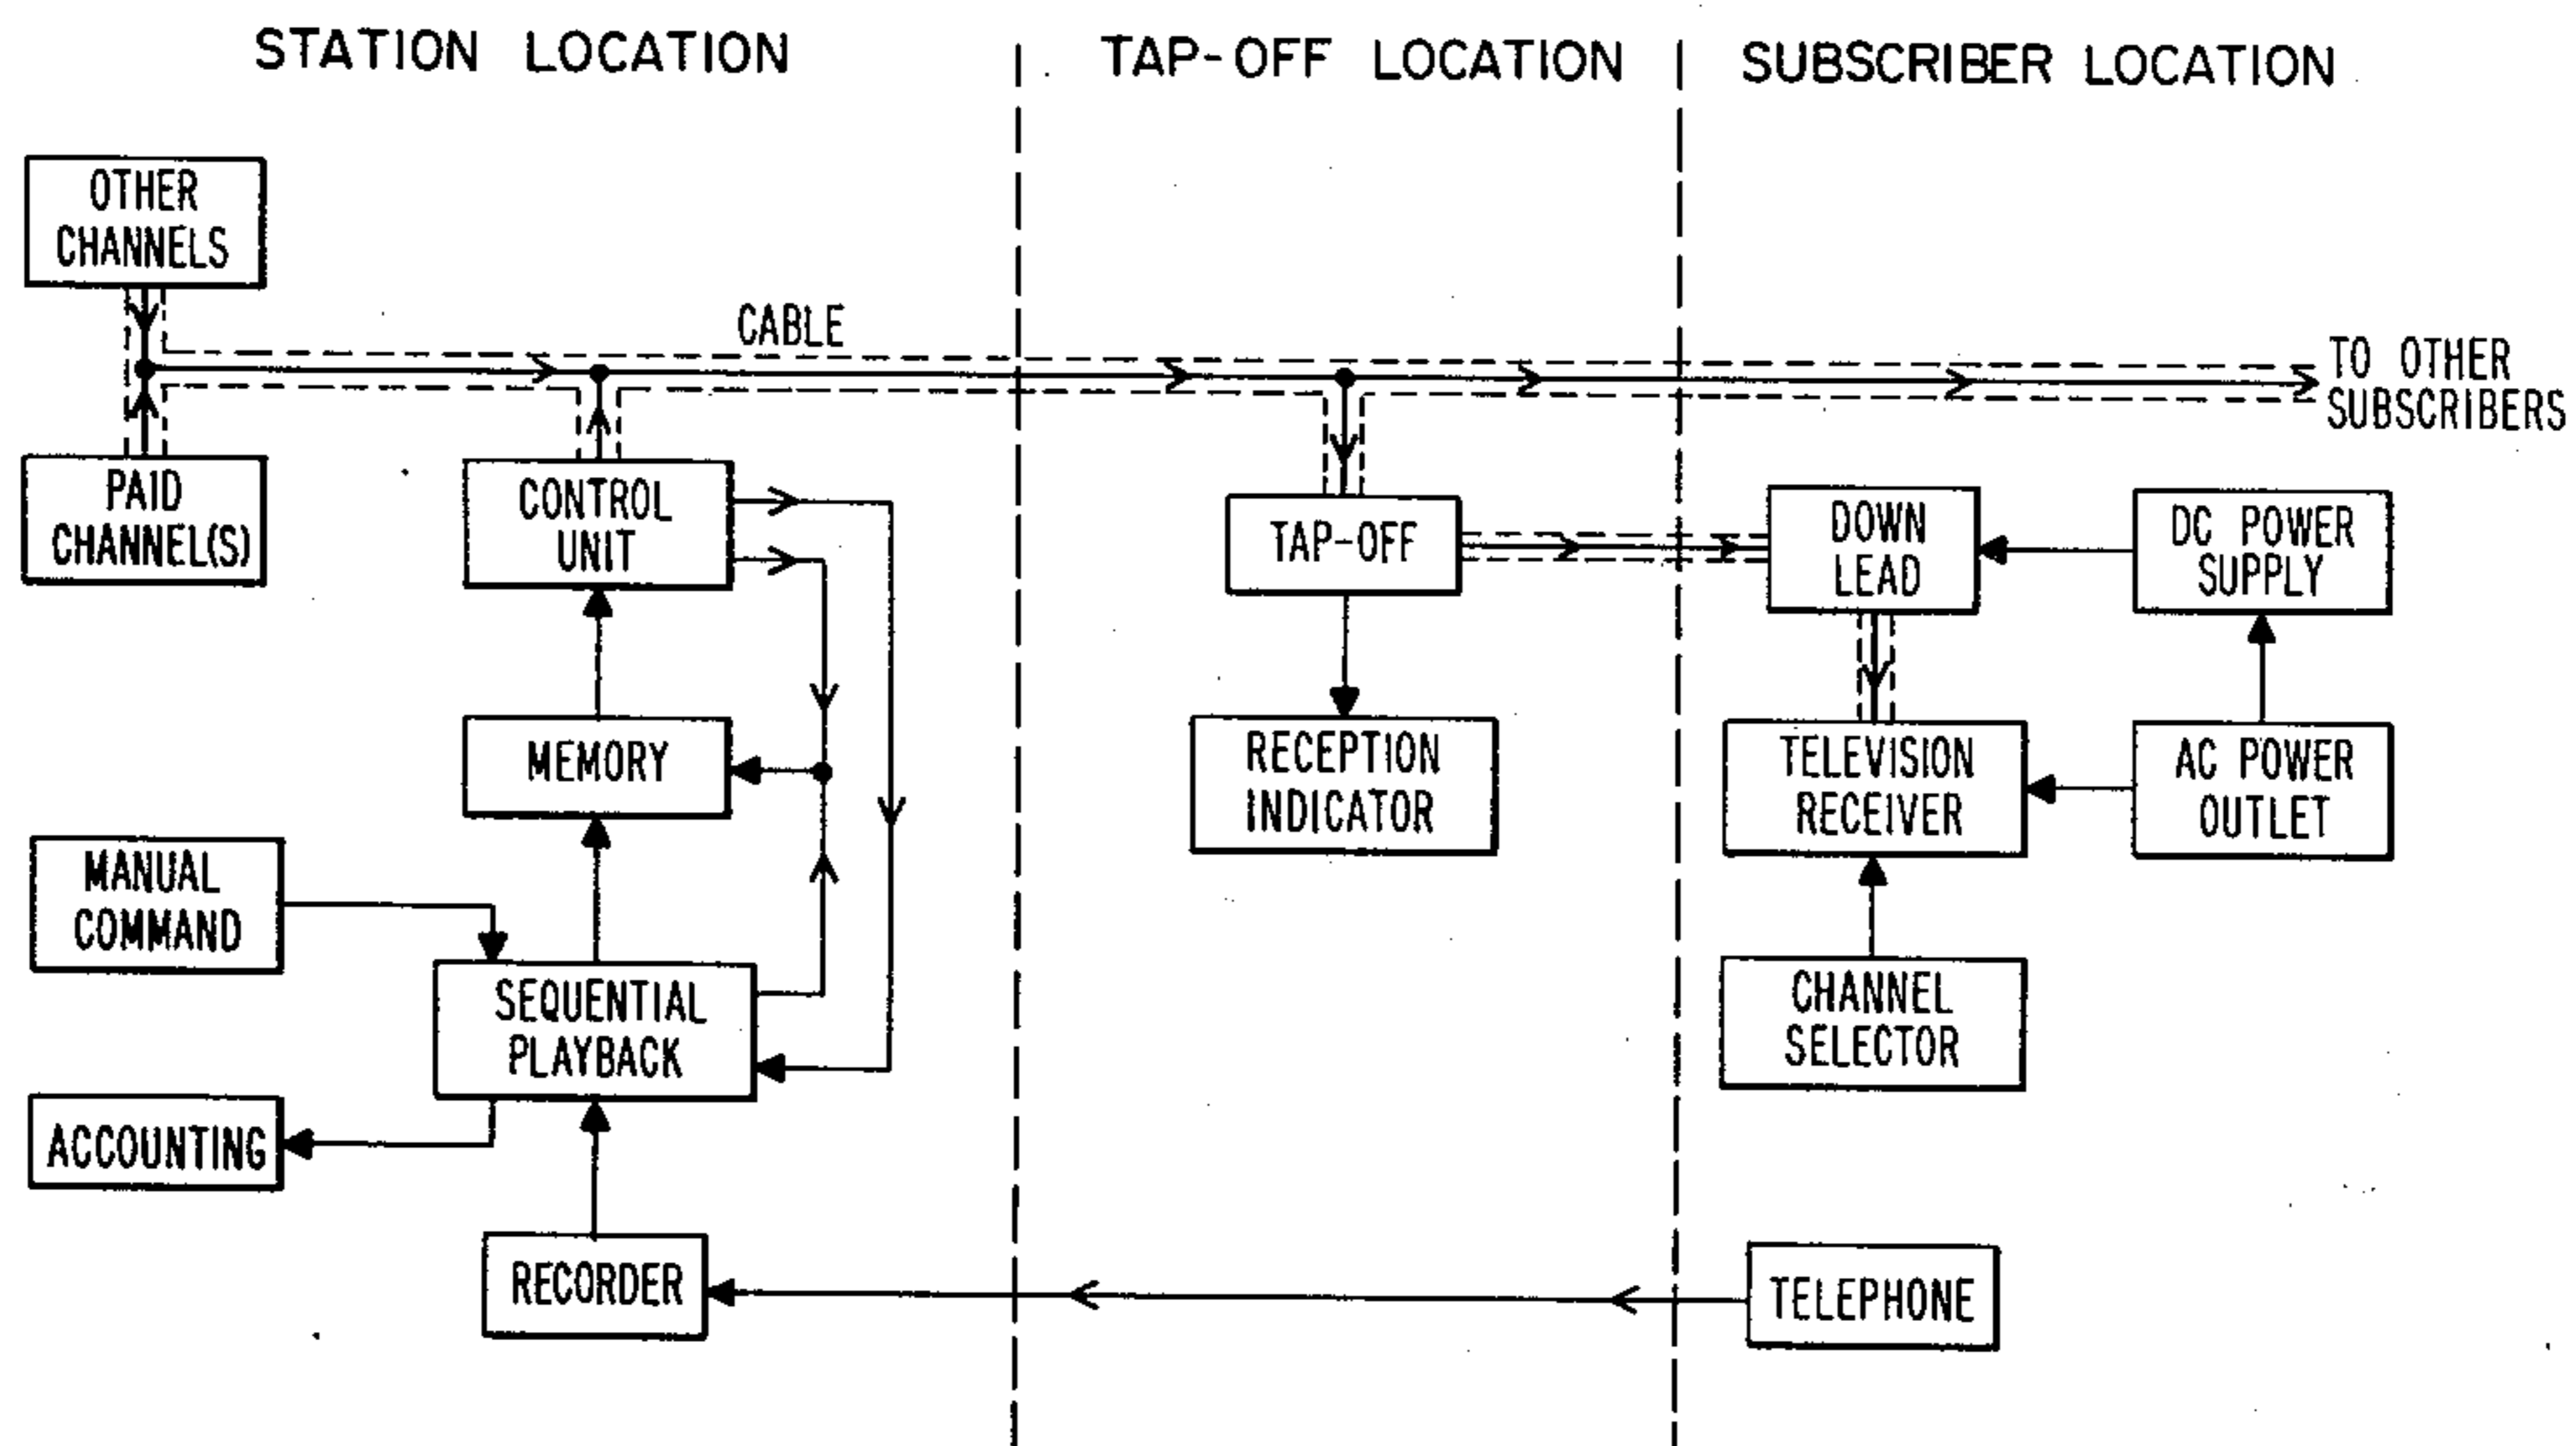 STATION LOCATION
TAP-OFF LOCATION
SUBSCRIBER LOCATION
OTHER
CHANNELS
CABLE
TO OTHER
SUBSCRIBERS
PAID
CHANNEL(S)
CONTROL
UNIT
TAP-OFF
DOWN
LEAD
DC POWER
SUPPLY
MEMORY
RECEPTION
INDICATOR
TELEVISION
RECEIVER
AC POWER
OUTLET
MANUAL
COMMAND
SEQUENTIAL
PLAYBACK
CHANNEL
SELECTOR
ACCOUNTING
RECORDER
TELEPHONE